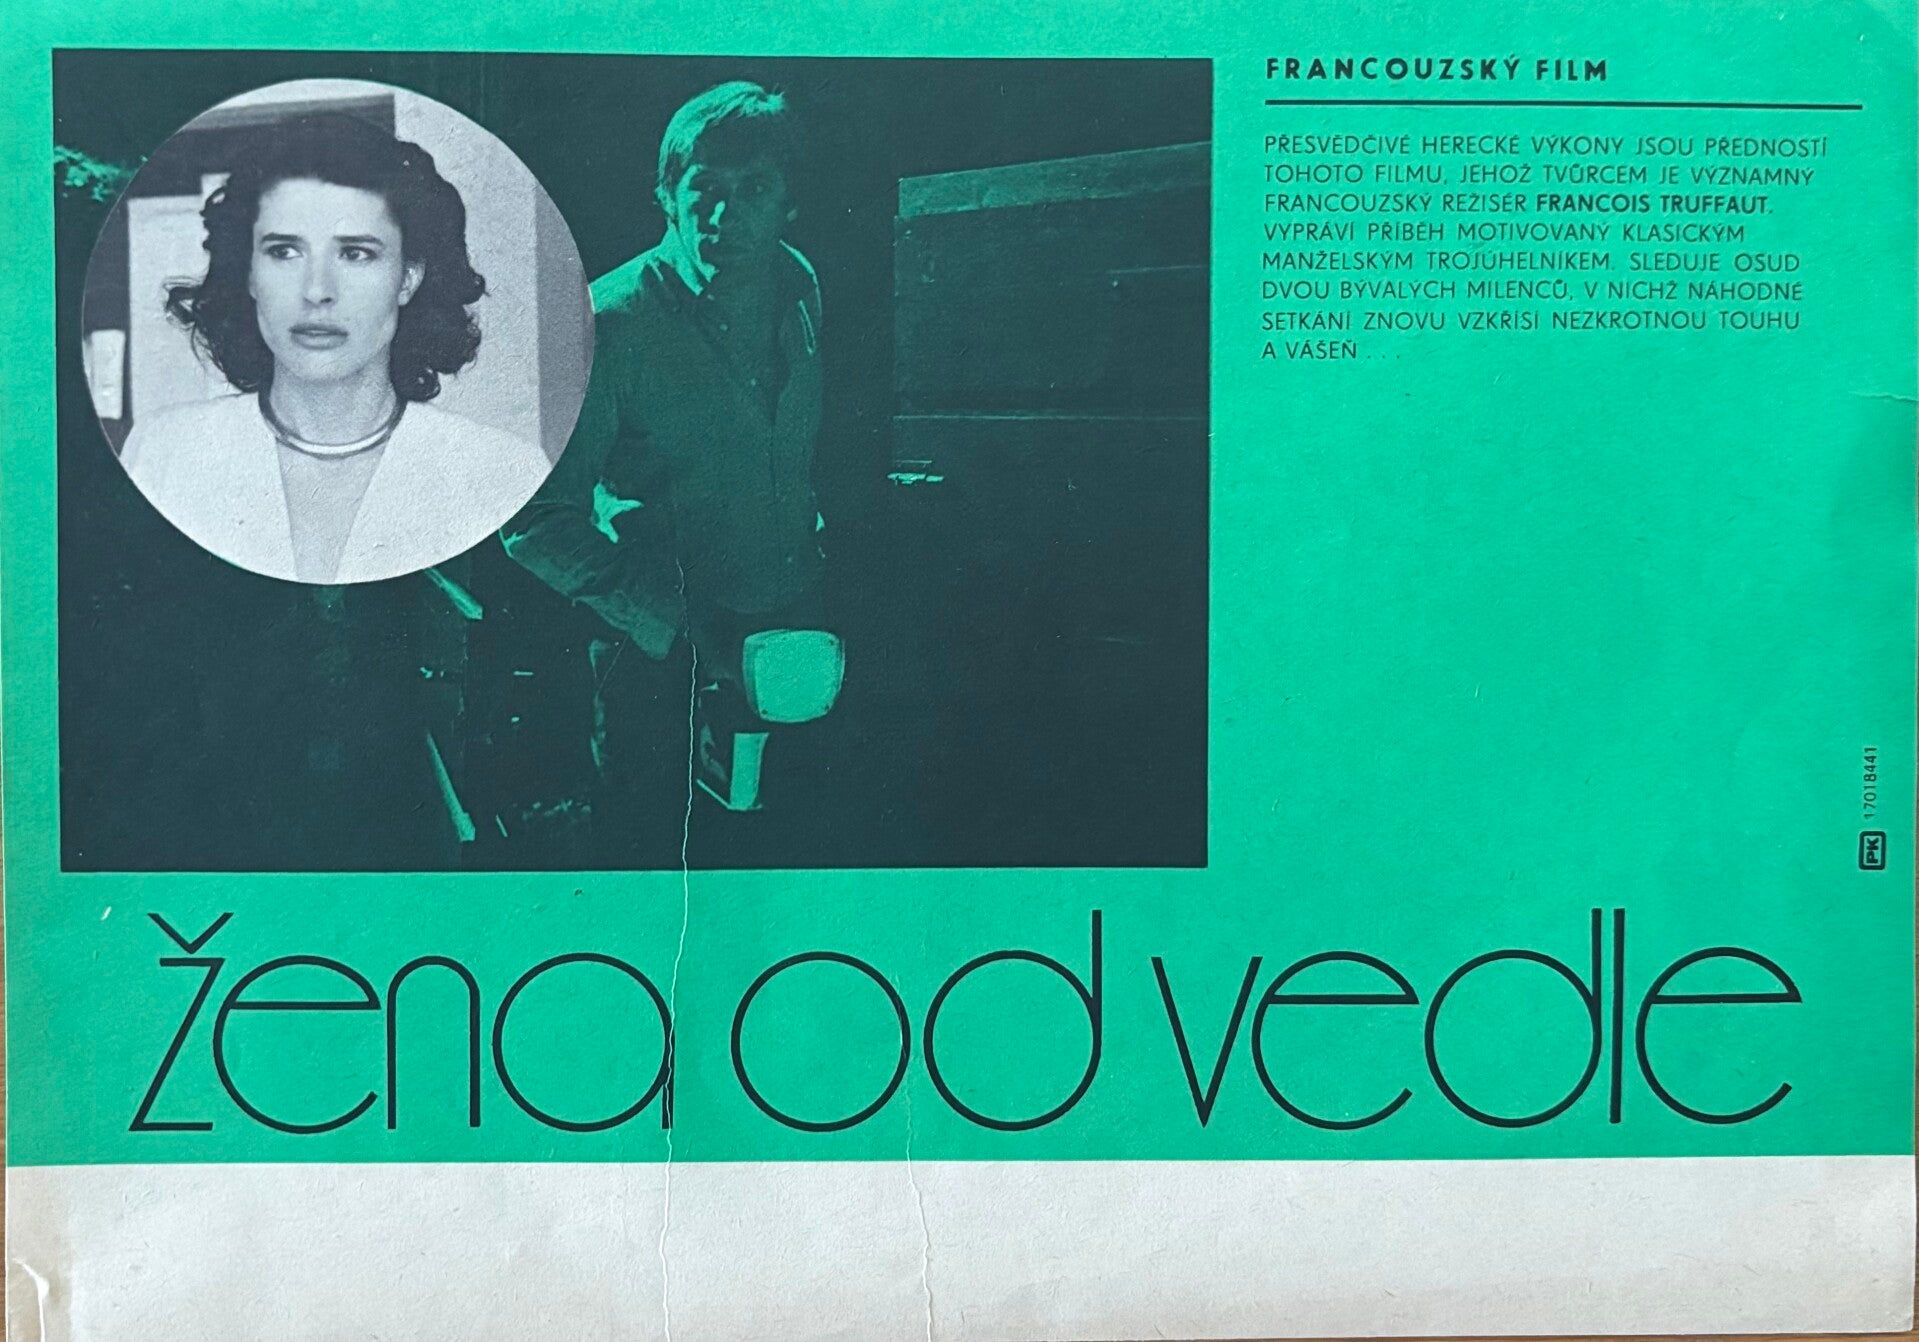 FRANCOUZSKÝ FILM
PŘESVĚDČIVÉ HERECKÉ VÝKONY JSOU PŘEDNOSTÍ
TOHOTO FILMU, JEHOŽ TVŮRCEM JE VÝZNAMNÝ
FRANCOUZSKÝ REŽISÉR FRANCOIS TRUFFAUT.
VYPRÁVÍ PŘÍBĚH MOTIVOVANÝ KLASICKÝM
MANŽELSKÝM TROJÚHELNÍKEM. SLEDUJE OSUD
DVOU BÝVALÝCH MILENCŮ, V NICHŽ NÁHODNÉ
SETKÁNÍ ZNOVU VZKŘÍSÍ NEZKROTNOU TOUHU
A VÁŠEŇ . . .
PK 17018441
žena od vedle